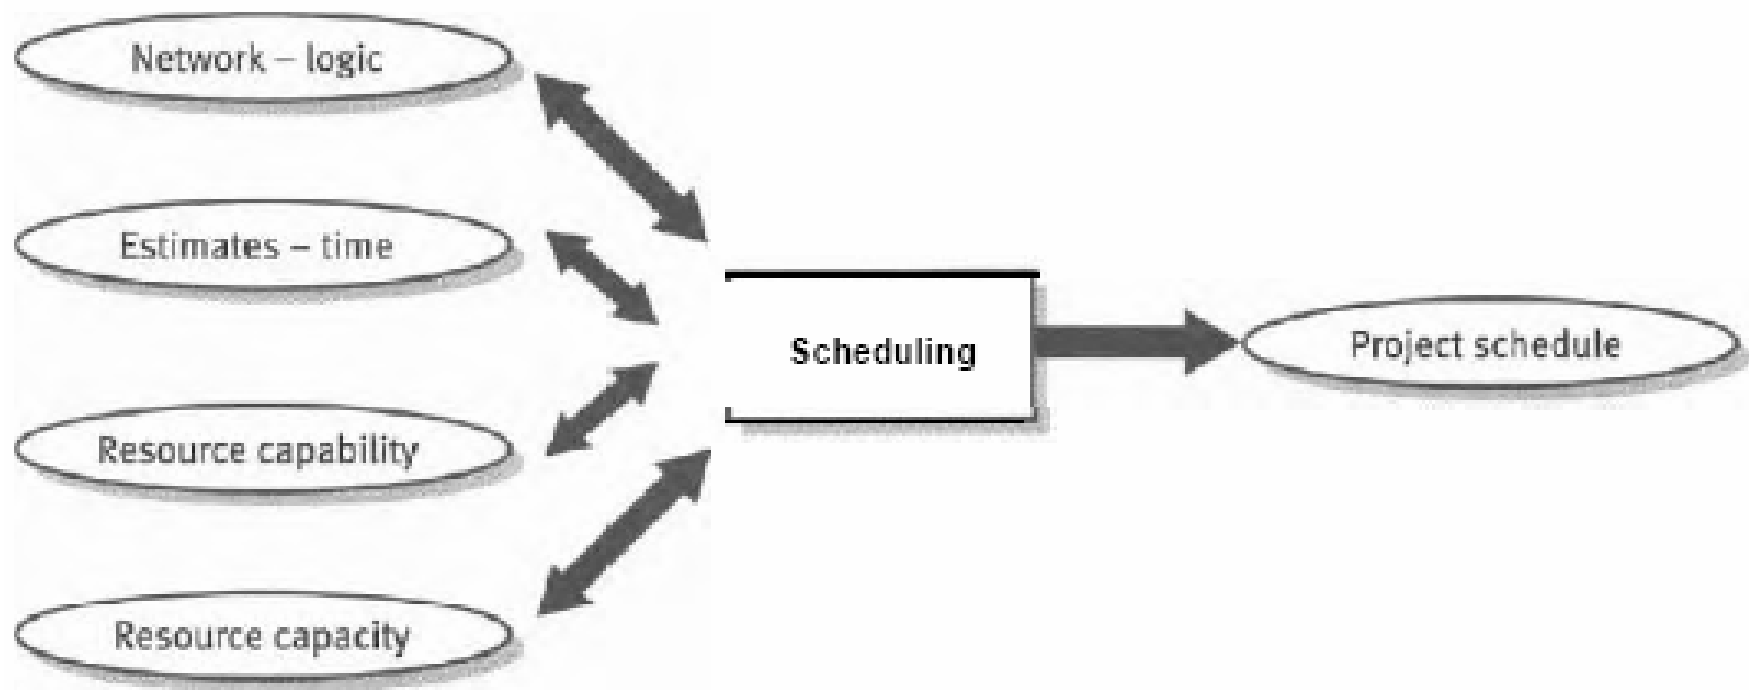 Network – logic
Estimates – time
Scheduling
Project schedule
Resource capability
Resource capacity